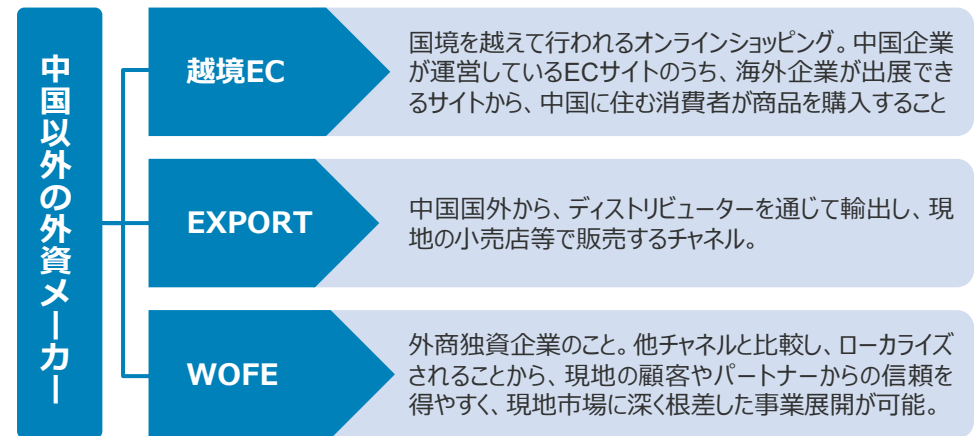 中国以外の外資メーカー
越境EC
国境を越えて行われるオンラインショッピング。中国企業
が運営しているECサイトのうち、海外企業が出展でき
るサイトから、中国に住む消費者が商品を購入すること
EXPORT
中国国外から、ディストリビューターを通じて輸出し、現
地の小売店等で販売するチャネル。
WOFE
外商独資企業のこと。他チャネルと比較し、ローカライズ
されることから、現地の顧客やパートナーからの信頼を
得やすく、現地市場に深く根差した事業展開が可能。